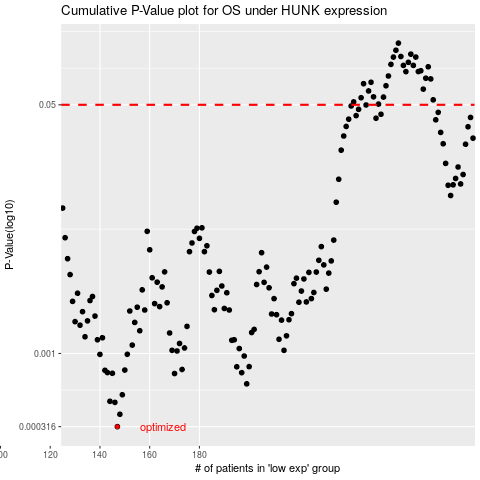 Cumulative P-Value plot for OS under HUNK expression
P-Value(log10)
0.05
0.001
0.000316
optimized
00 120 140 160 180
# of patients in 'low exp' group